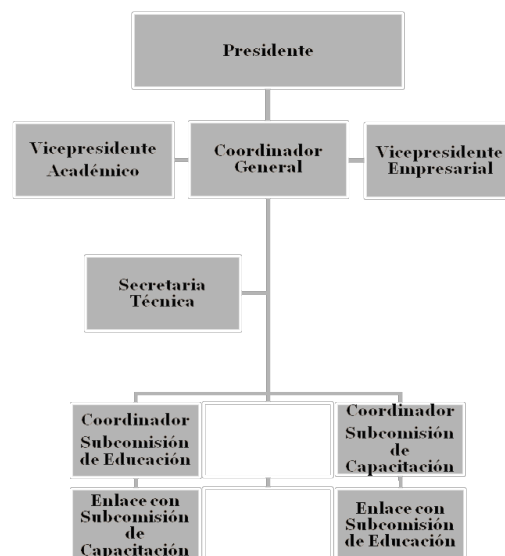 Presidente
Vicepresidente
Académico
Coordinador
General
Vicepresidente
Empresarial
Secretaria
Técnica
Coordinador
Subcomisión
de Educación
Coordinador
Subcomisión
de
Capacitación
Enlace con
Subcomisión
de
Capacitación
Enlace con
Subcomisión
de Educación